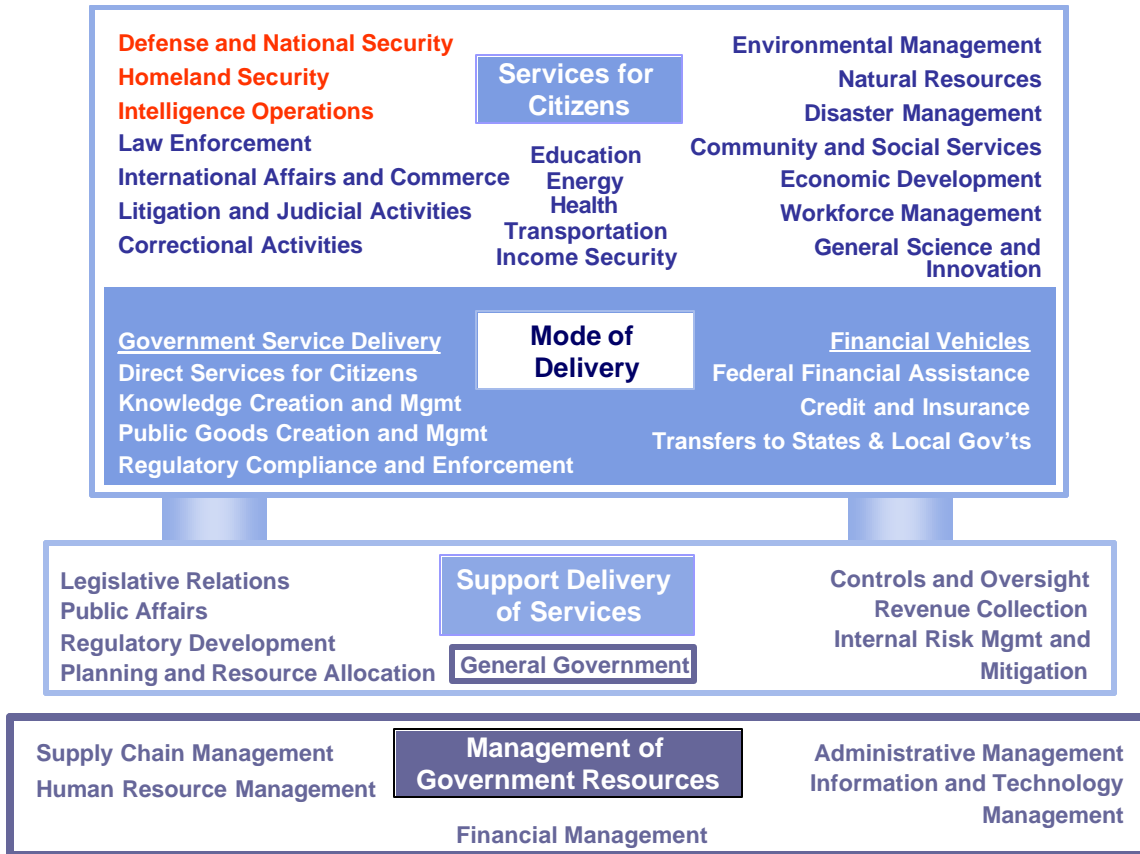 Defense and National Security
Homeland Security
Intelligence Operations
Law Enforcement
International Affairs and Commerce
Litigation and Judicial Activities
Correctional Activities
Services for
Citizens
Education
Energy
Health
Transportation
Income Security
Environmental Management
Natural Resources
Disaster Management
Community and Social Services
Economic Development
Workforce Management
General Science and
Innovation
Government Service Delivery
Direct Services for Citizens
Knowledge Creation and Mgmt
Public Goods Creation and Mgmt
Regulatory Compliance and Enforcement
Mode of
Delivery
Financial Vehicles
Federal Financial Assistance
Credit and Insurance
Transfers to States & Local Gov'ts
Legislative Relations
Public Affairs
Regulatory Development
Planning and Resource Allocation
Support Delivery
of Services
General Government
Controls and Oversight
Revenue Collection
Internal Risk Mgmt and
Mitigation
Supply Chain Management
Human Resource Management
Management of
Government Resources
Financial Management
Administrative Management
Information and Technology
Management